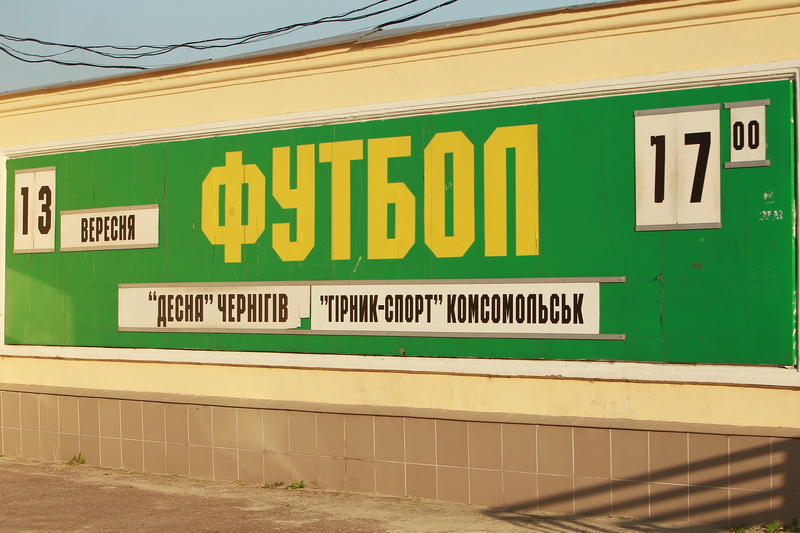 ФУТБОЛ
13 ВЕРЕСНЯ
17 00
"ДЕСНА" ЧЕРНІГІВ "ГІРНИК-СПОРТ" КОМСОМОЛЬСЬК